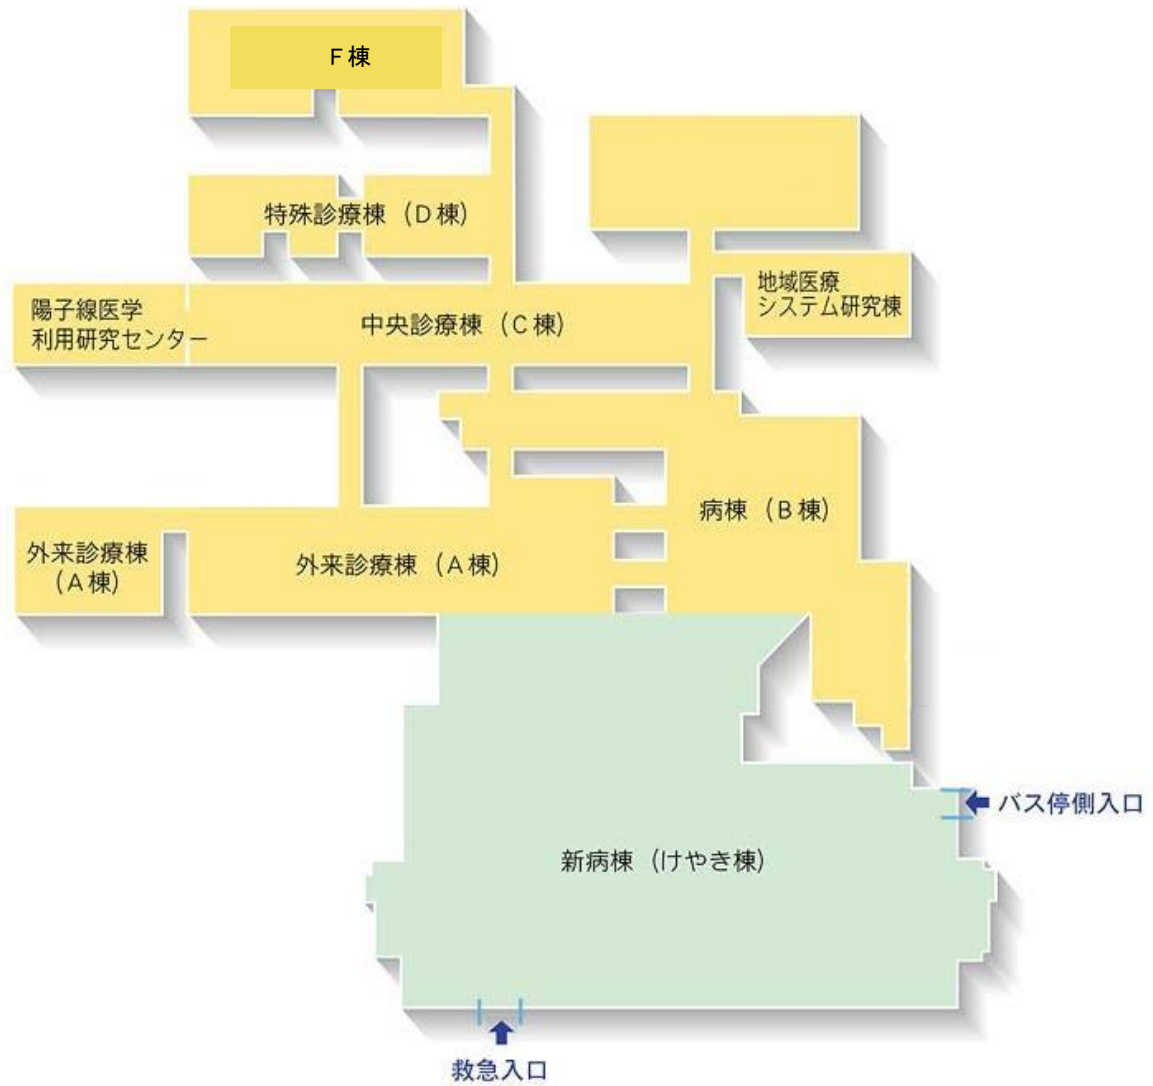 F棟
特殊診療棟（D棟）
地域医療
システム研究棟
陽子線医学
利用研究センター
中央診療棟（C棟）
病棟（B棟）
外来診療棟
（A棟）
外来診療棟（A棟）
バス停側入口
新病棟（けやき棟）
救急入口